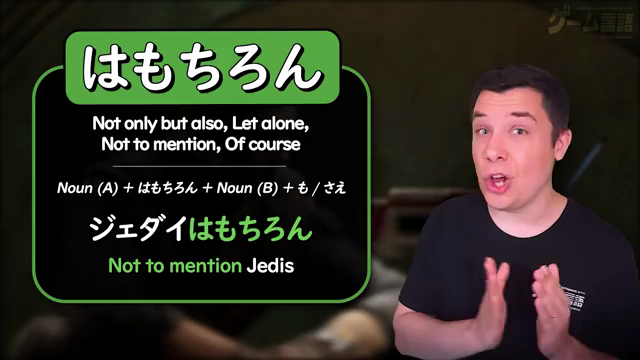 ゲーム言語
はもちろん
Not only but also, Let alone,
Not to mention, Of course
Noun (A) + はもちろん + Noun (B) + も / さえ
ジェダイはもちろん
Not to mention Jedis